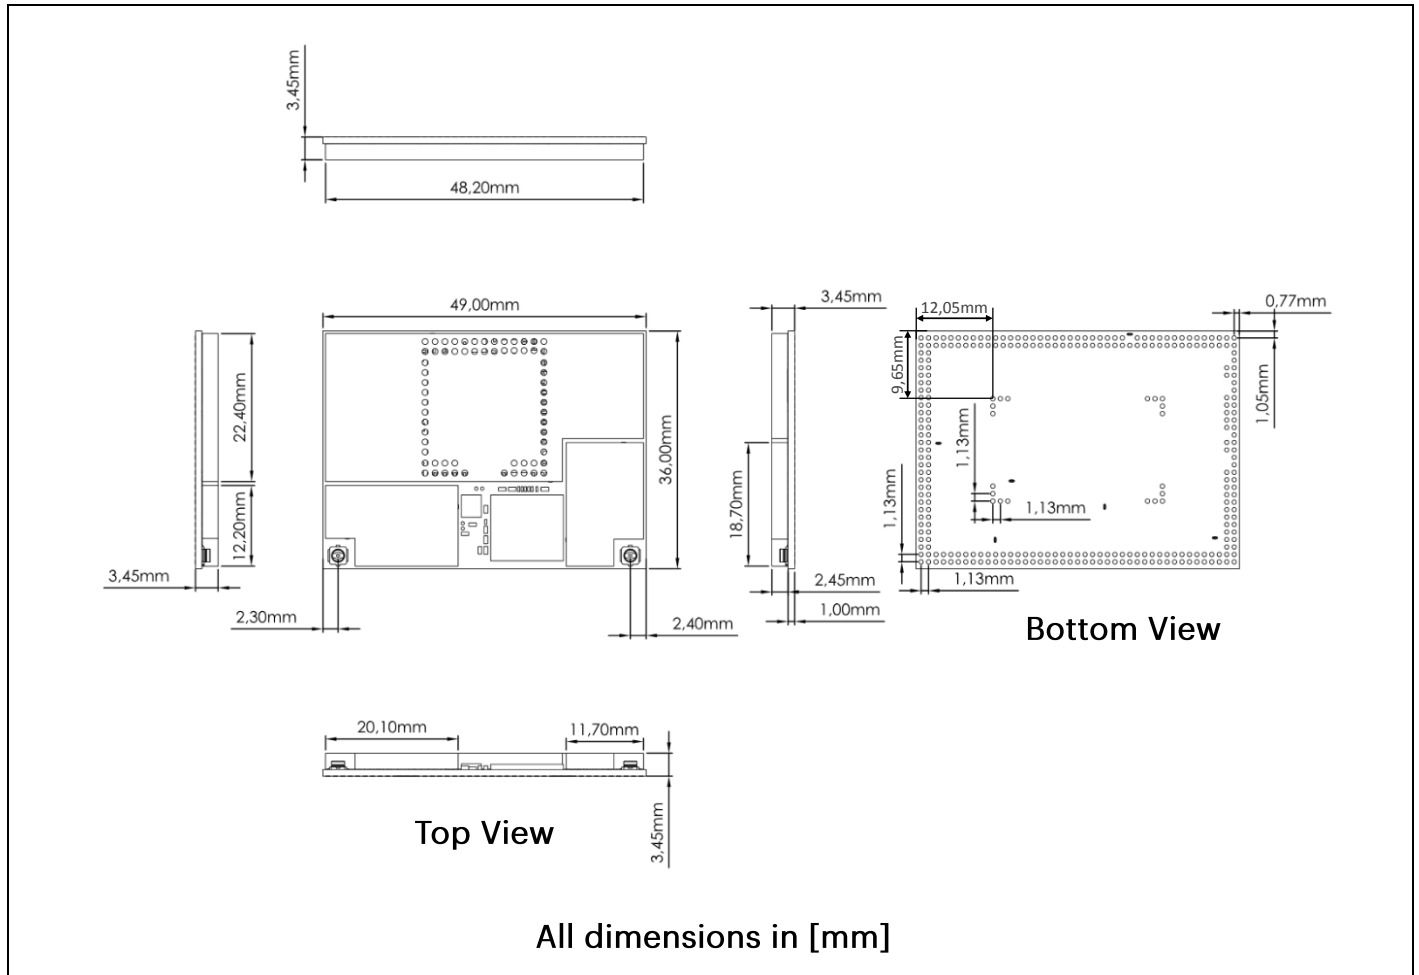 3,45mm
48,20mm
49,00mm
3,45mm
12,05mm
0,77mm
22,40mm
36,00mm
9,65mm
1,05mm
1,13mm
12,20mm
18,70mm
1,13mm
1,13mm
3,45mm
2,45mm
1,13mm
2,30mm
2,40mm
1,00mm
Bottom View
20,10mm
11,70mm
Top View
3,45mm
All dimensions in [mm]